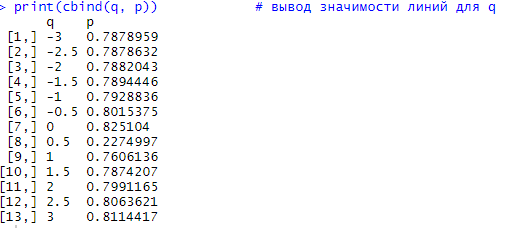 > print(cbind(q, p)) # вывод значимости линий для q
q p
[1,] -3 0.7878959
[2,] -2.5 0.7878632
[3,] -2 0.7882043
[4,] -1.5 0.7894446
[5,] -1 0.7928836
[6,] -0.5 0.8015375
[7,] 0 0.825104
[8,] 0.5 0.2274997
[9,] 1 0.7606136
[10,] 1.5 0.7874207
[11,] 2 0.7991165
[12,] 2.5 0.8063621
[13,] 3 0.8114417